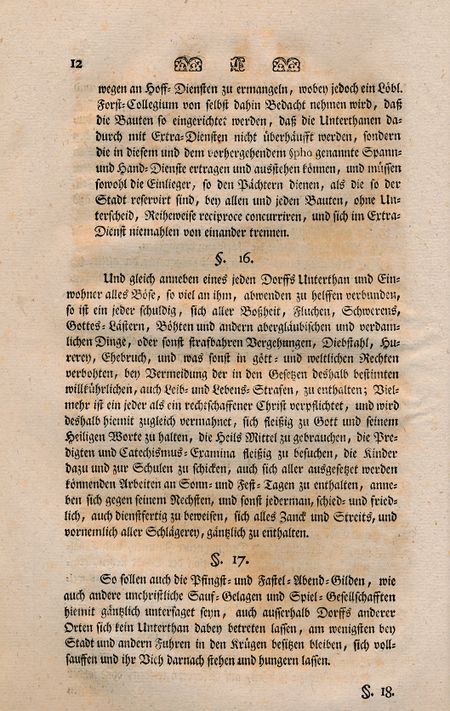 12
wegen an Hoff-Diensten zu ermangeln, wobey jedoch ein Löbl.
Forst-Collegium von selbst dahin Bedacht nehmen wird, daß
die Bauten so eingerichtet werden, daß die Unterthanen da-
durch mit Extra-Diensten nicht überhäufft werden, sondern
die in diesem und dem vorhergehendem §pho genannte Spann-
und Hand-Dienste ertragen und ausstehen können, und müssen
sowohl die Einlieger, so den Pächtern dienen, als die so der
Stadt reservirt sind, bey allen und jeden Bauten, ohne Un-
terscheid, Reiheweise reciproce concurriren, und sich im Extra-
Dienst niemahlen von einander trennen.
§. 16.
Und gleich anneben eines jeden Dorffs Unterthan und Ein-
wohner alles Böse, so viel an ihm, abwenden zu helffen verbunden,
so ist ein jeder schuldig, sich aller Boßheit, Fluchen, Schwerens,
Gottes-Lästern, Böhten und andern abergläubischen und verdam-
lichen Dinge, oder sonst strafbahren Vergehungen, Diebstahl, Hu-
rerey, Ehebruch, und was sonst in gött- und weltlichen Rechten
verbohten, bey Vermeidung der in den Gesetzen deshalb bestimten
willkührlichen, auch Leib- und Lebens-Strafen, zu enthalten; Viel-
mehr ist ein jeder als ein rechtschaffener Christ verpflichtet, und wird
deshalb hiemit zugleich vermahnet, sich fleißig zu Gott und seinem
Heiligen Worte zu halten, die Heils Mittel zu gebrauchen, die Pre-
digten und Catechismus-Examina fleißig zu besuchen, die Kinder
dazu und zur Schulen zu schicken, auch sich aller ausgesetzet werden
könnenden Arbeiten an Sonn- und Fest-Tagen zu enthalten, anne-
ben sich gegen seinem Nechsten, und sonst jederman, schied- und fried-
lich, auch dienstfertig zu beweisen, sich alles Zanck und Streits, und
vornemlich aller Schlägerey, gäntzlich zu enthalten.
§. 17.
So sollen auch die Pfingst- und Fastel-Abend-Gilden, wie
auch andere unchristliche Sauf-Gelagen und Spiel-Gesellschafften
hiemit gäntzlich untersaget seyn, auch ausserhalb Dorffs anderer
Orten sich kein Unterthan dabey betreten lassen, am wenigsten bey
Stadt und andern Fuhren in den Krügen besitzen bleiben, sich voll-
sauffen und ihr Vieh darnach stehen und hungern lassen.
§. 18.